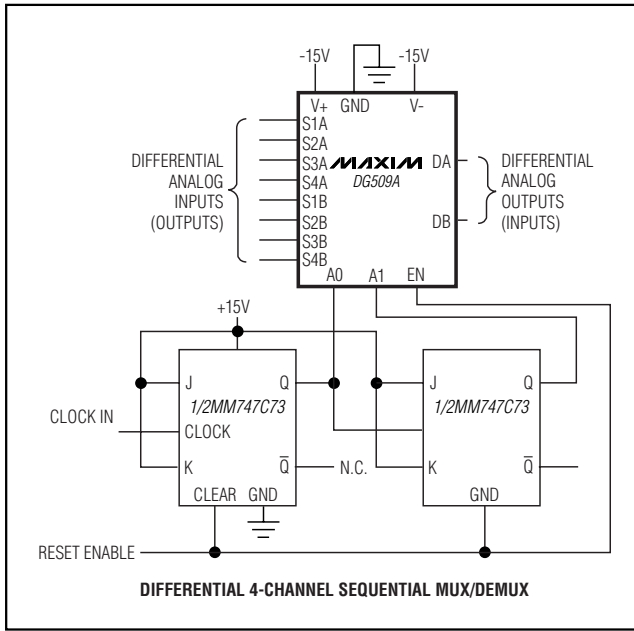 -15V
-15V
V+ GND V-
S1A
S2A
S3A
S4A
S1B
S2B
S3B
S4B
DIFFERENTIAL
ANALOG
INPUTS
(OUTPUTS)
MAXIM
DG509A
DA
DB
DIFFERENTIAL
ANALOG
OUTPUTS
(INPUTS)
A0 A1 EN
+15V
J Q
1/2MM747C73
CLOCK IN
CLOCK
K Q
N.C.
CLEAR GND
J Q
1/2MM747C73
K Q
GND
RESET ENABLE
DIFFERENTIAL 4-CHANNEL SEQUENTIAL MUX/DEMUX